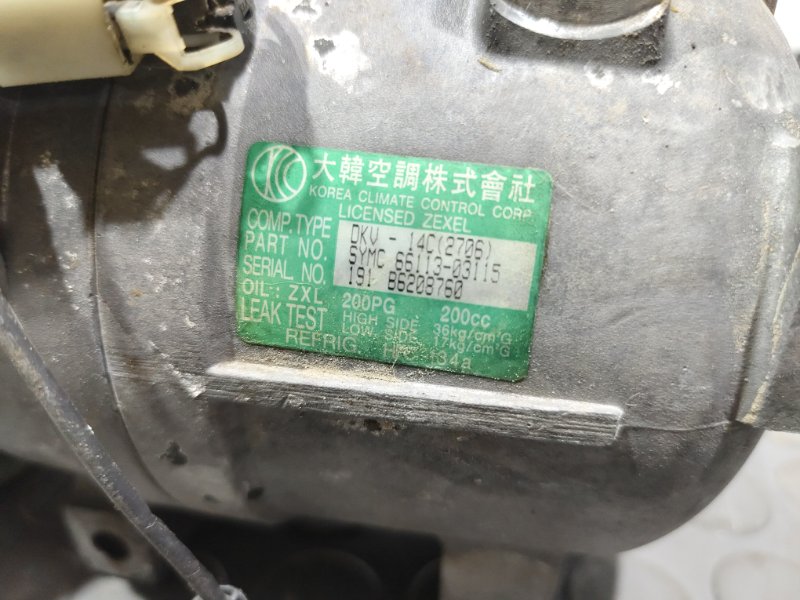 大韓空調株式會社
KOREA CLIMATE CONTROL CORP.
LICENSED ZEXEL
COMP.TYPE DKV - 14C(2706)
PART NO. SYMC 66113-03115
SERIAL NO. 191 B6208760
OIL: ZXL 200PG 200cc
LEAK TEST HIGH SIDE 36kg/cm²G
LOW SIDE 17kg/cm²G
REFRIG HFC-134a